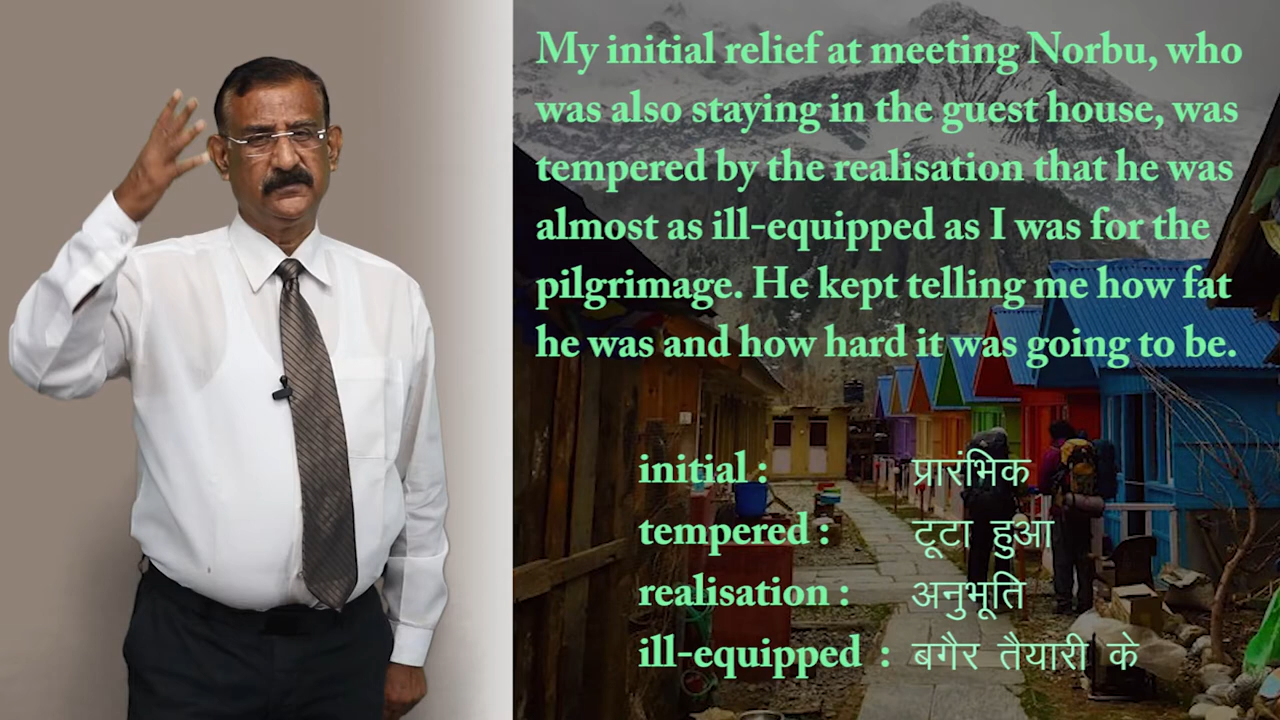 My initial relief at meeting Norbu, who
was also staying in the guest house, was
tempered by the realisation that he was
almost as ill-equipped as I was for the
pilgrimage. He kept telling me how fat
he was and how hard it was going to be.
initial : प्रारंभिक
tempered : टूटा हुआ
realisation : अनुभूति
ill-equipped : बगैर तैयारी के